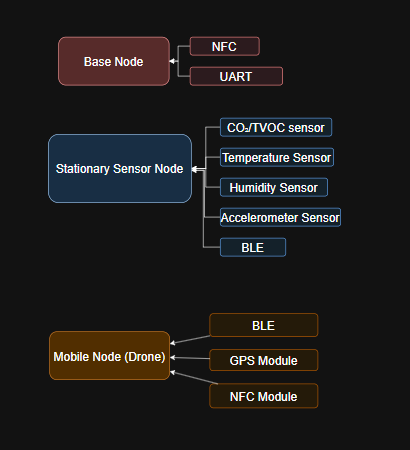 NFC
Base Node
UART
CO₂/TVOC sensor
Temperature Sensor
Stationary Sensor Node
Humidity Sensor
Accelerometer Sensor
BLE
BLE
Mobile Node (Drone)
GPS Module
NFC Module